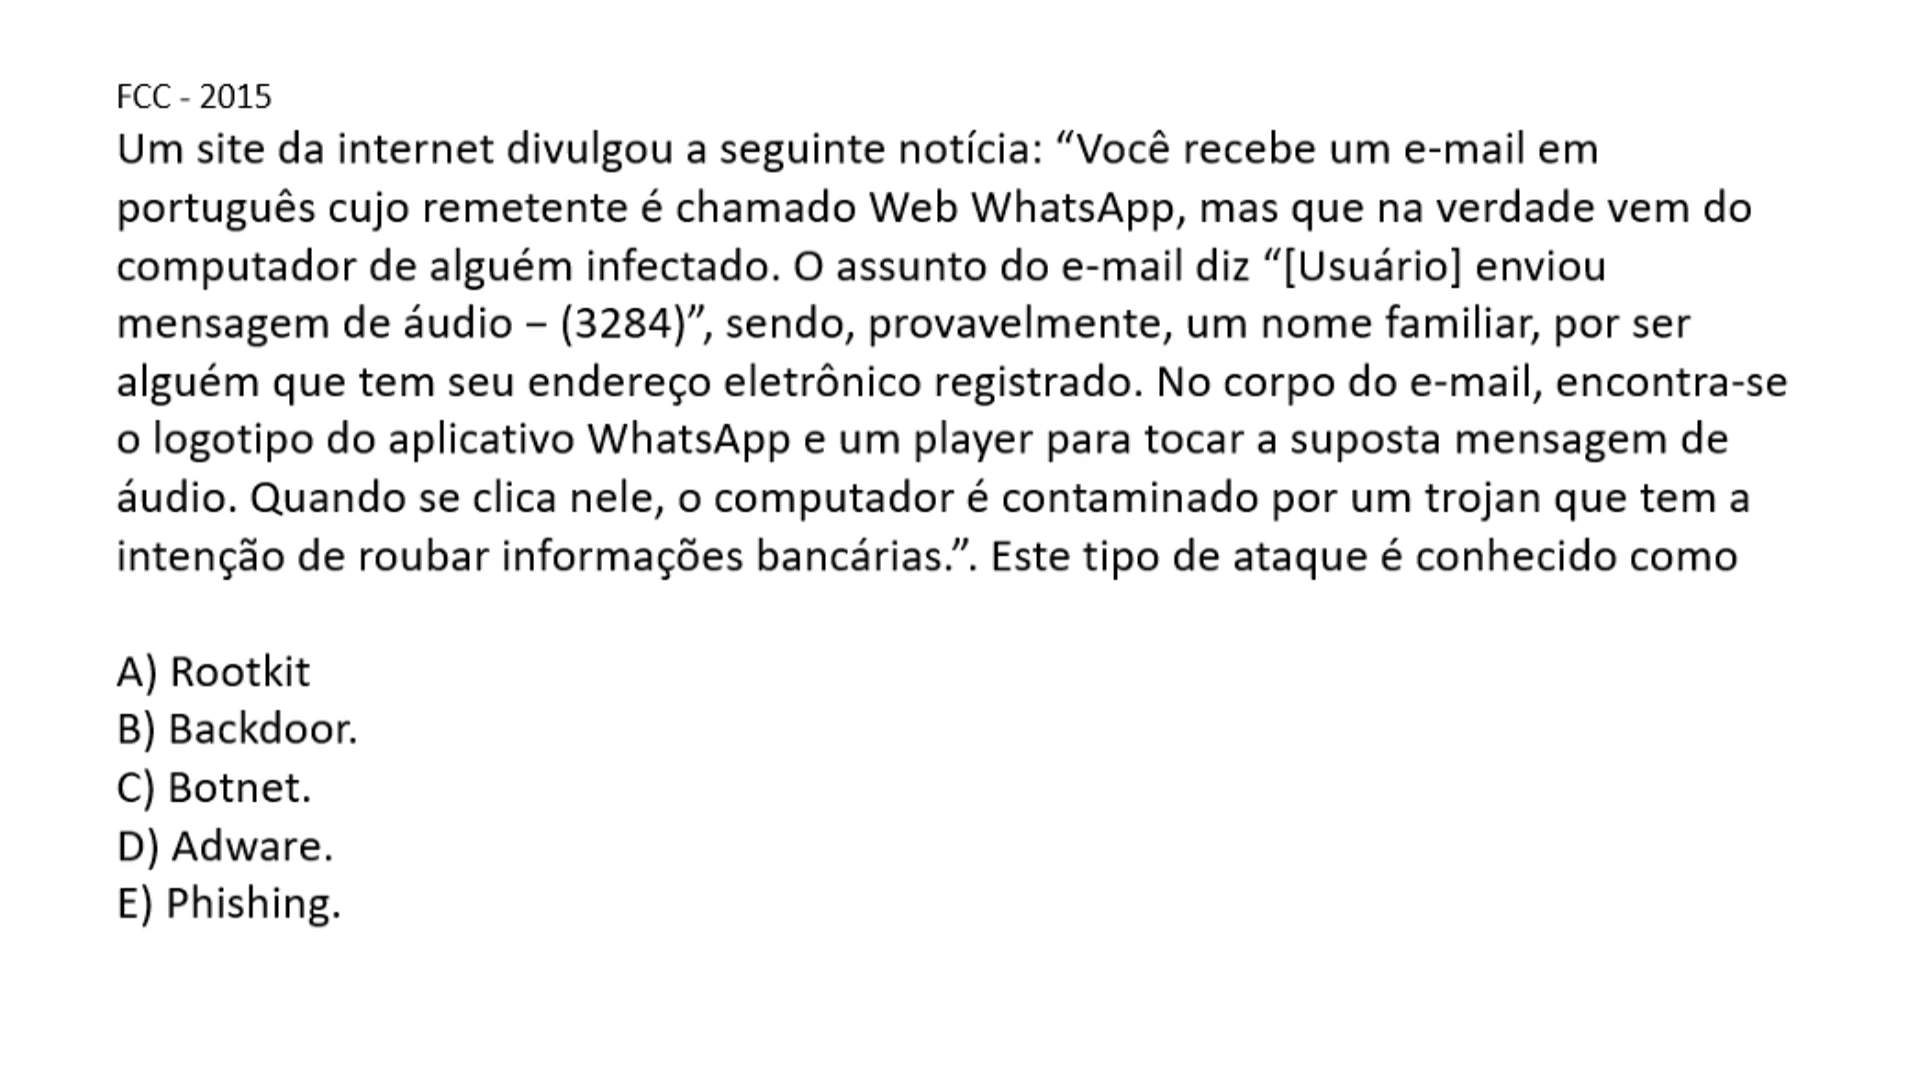 FCC - 2015
Um site da internet divulgou a seguinte notícia: “Você recebe um e-mail em
português cujo remetente é chamado Web WhatsApp, mas que na verdade vem do
computador de alguém infectado. O assunto do e-mail diz “[Usuário] enviou
mensagem de áudio – (3284)”, sendo, provavelmente, um nome familiar, por ser
alguém que tem seu endereço eletrônico registrado. No corpo do e-mail, encontra-se
o logotipo do aplicativo WhatsApp e um player para tocar a suposta mensagem de
áudio. Quando se clica nele, o computador é contaminado por um trojan que tem a
intenção de roubar informações bancárias.”. Este tipo de ataque é conhecido como
A) Rootkit
B) Backdoor.
C) Botnet.
D) Adware.
E) Phishing.